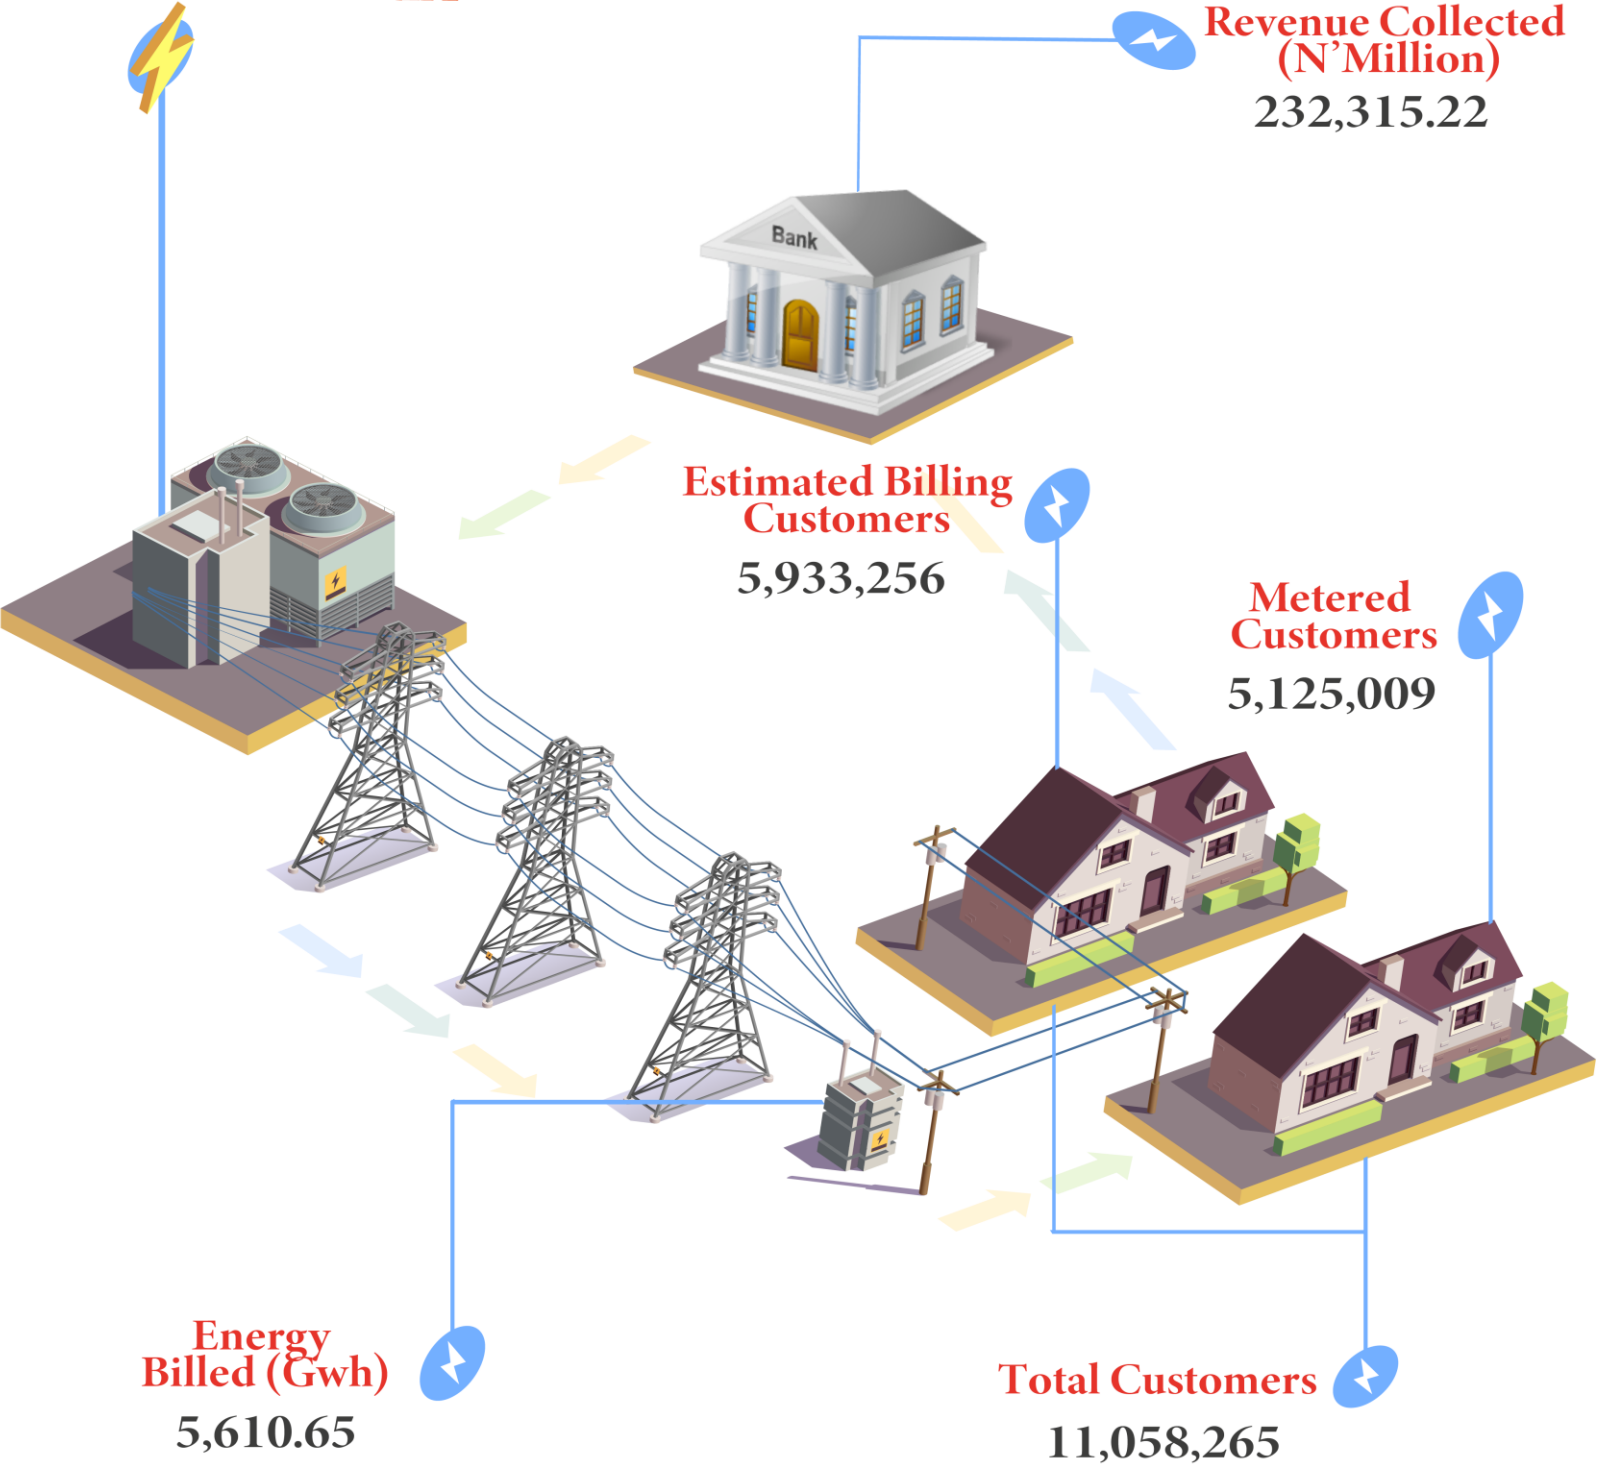 Revenue Collected
(N'Million)
232,315.22
Bank
Estimated Billing
Customers
5,933,256
Metered
Customers
5,125,009
Energy
Billed (Gwh)
5,610.65
Total Customers
11,058,265